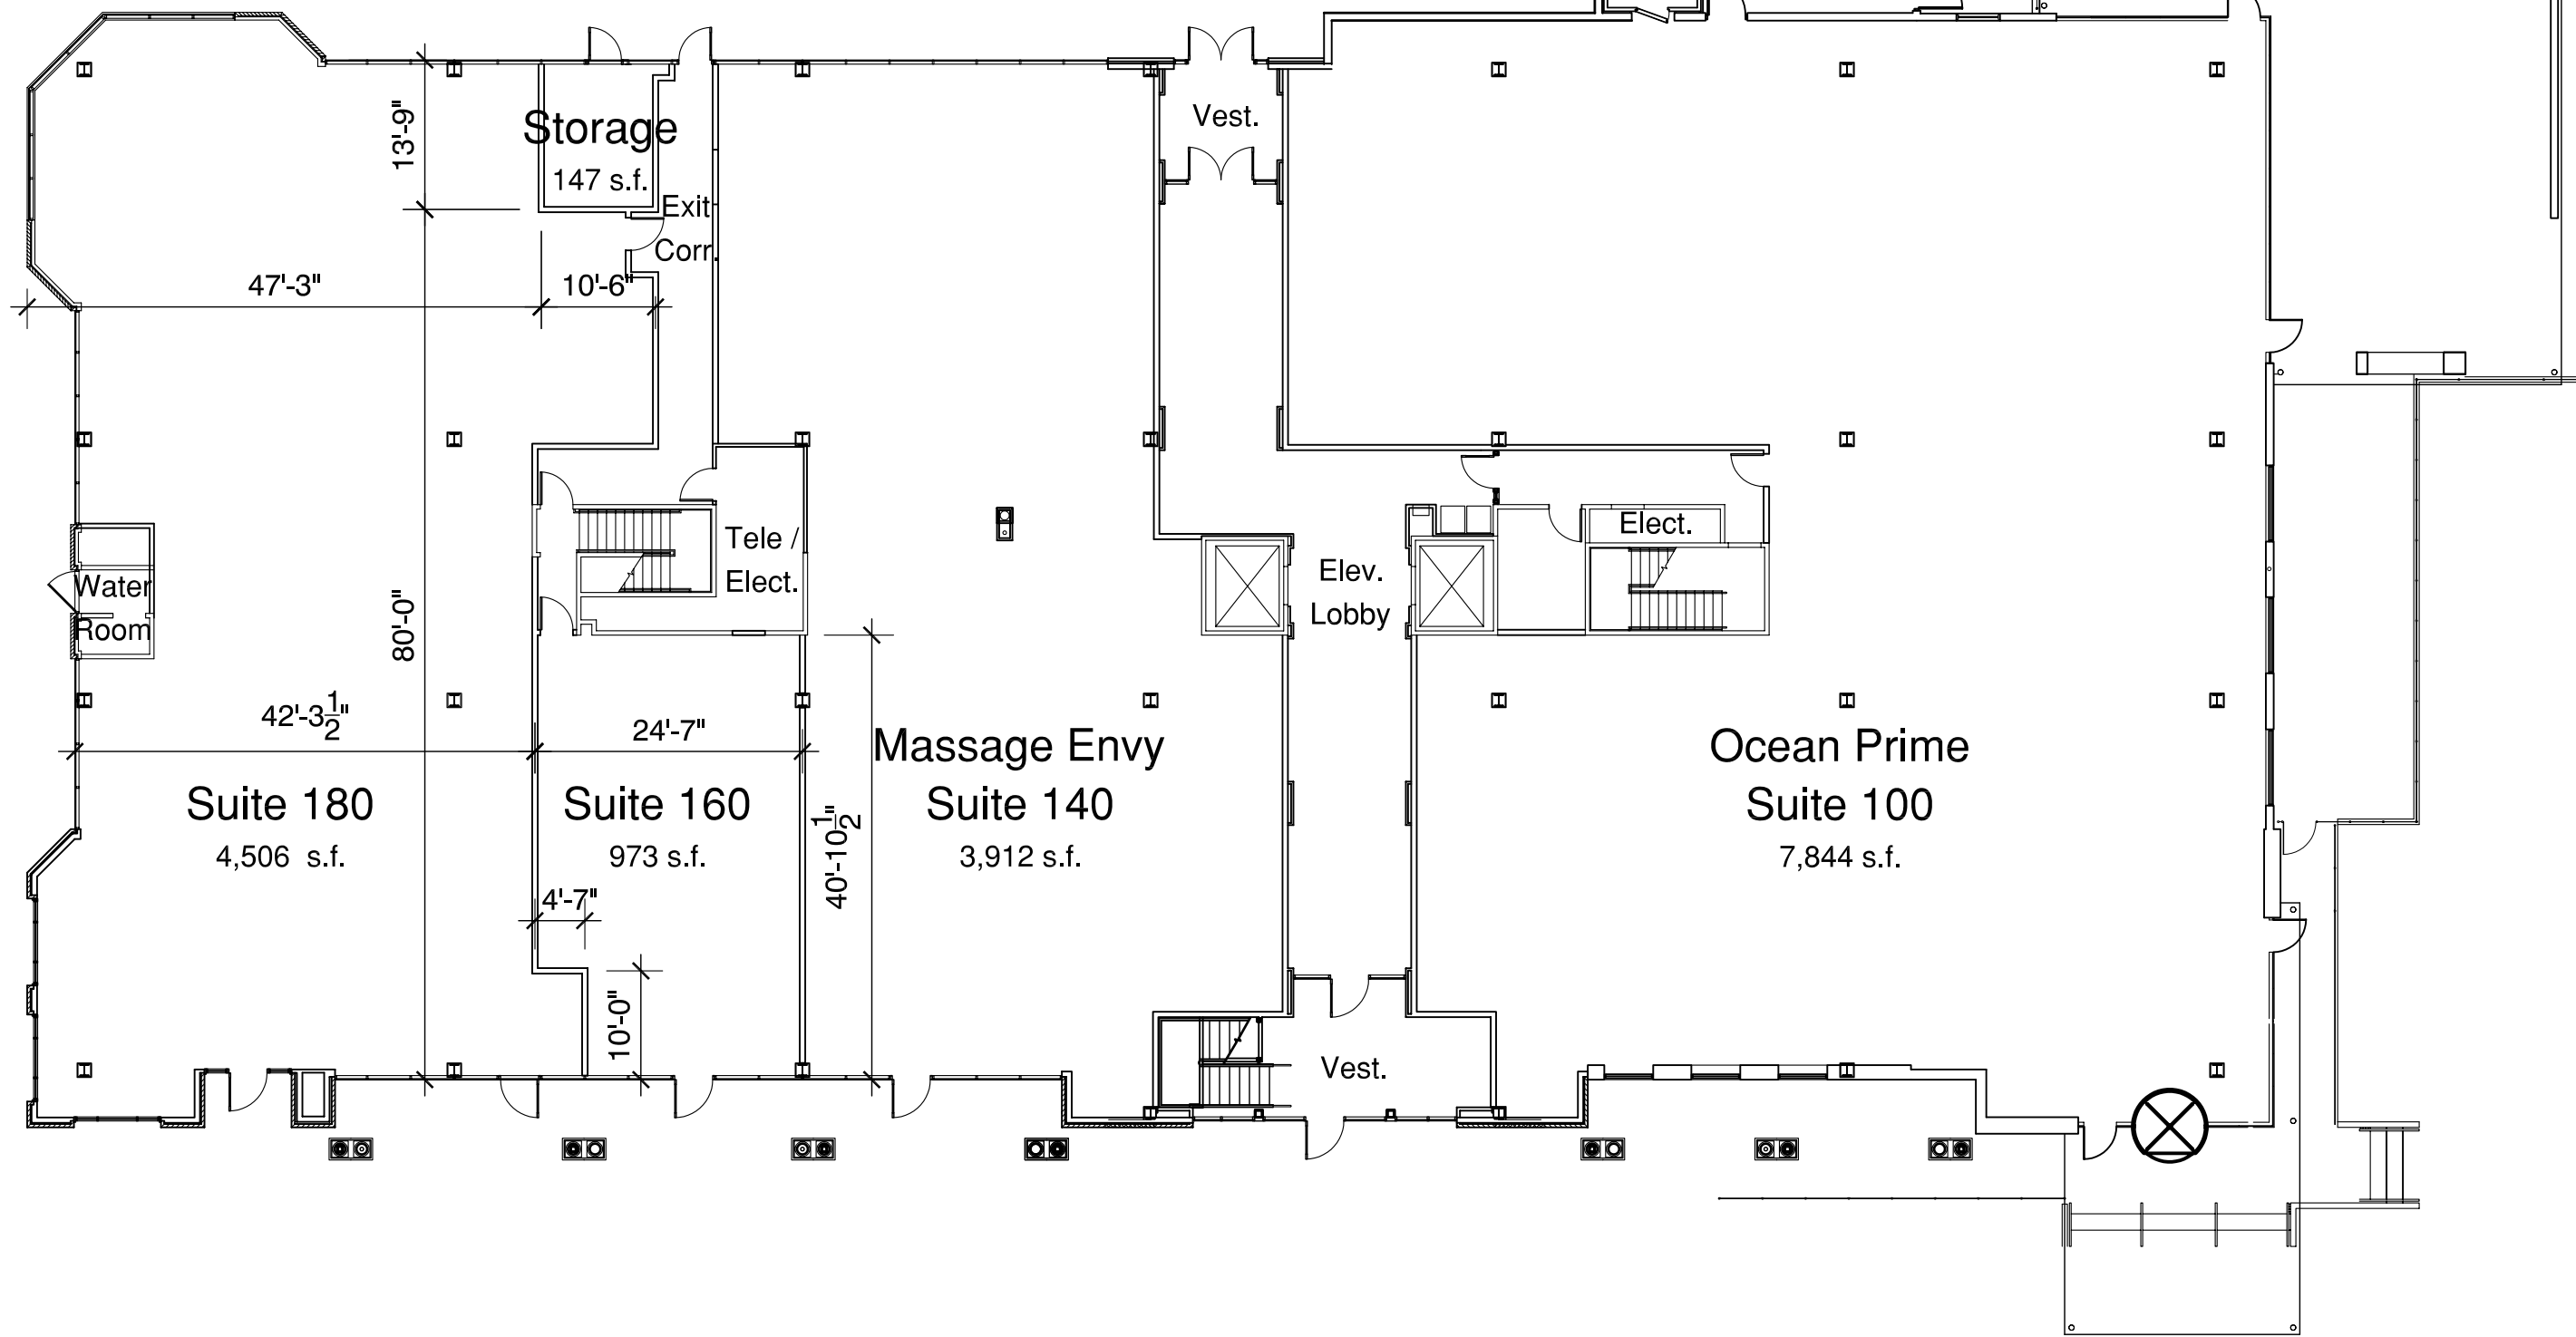 Vest.
13'-9"
Storage
147 s.f.
Exit
Corr.
47'-3"
10'-6"
Tele /
Elect.
Elect.
Elev.
Lobby
Water
Room
80'-0"
42'-3 1/2"
24'-7"
Massage Envy
Suite 140
3,912 s.f.
Ocean Prime
Suite 100
7,844 s.f.
Suite 180
4,506 s.f.
Suite 160
973 s.f.
40'-10 1/2"
4'-7"
10'-0"
Vest.